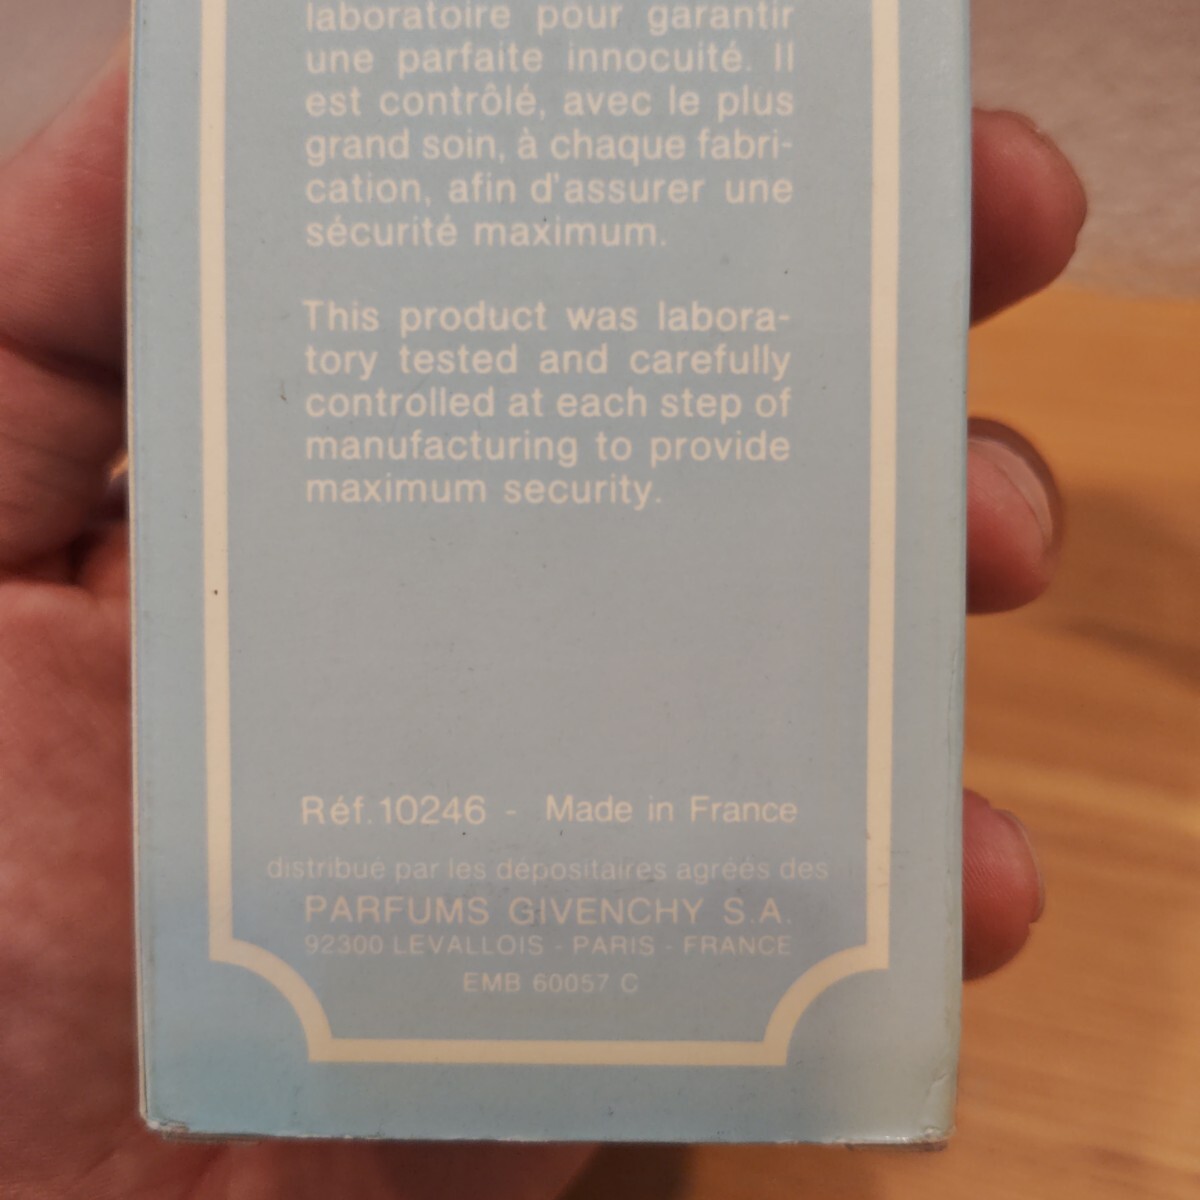 laboratoire pour garantir
une parfaite innocuité. Il
est contrôlé, avec le plus
grand soin, à chaque fabri-
cation, afin d'assurer une
sécurité maximum.
This product was labora-
tory tested and carefully
controlled at each step of
manufacturing to provide
maximum security.
Réf. 10246 - Made in France
distribué par les dépositaires agréés des
PARFUMS GIVENCHY S.A.
92300 LEVALLOIS - PARIS - FRANCE
EMB 60057 C